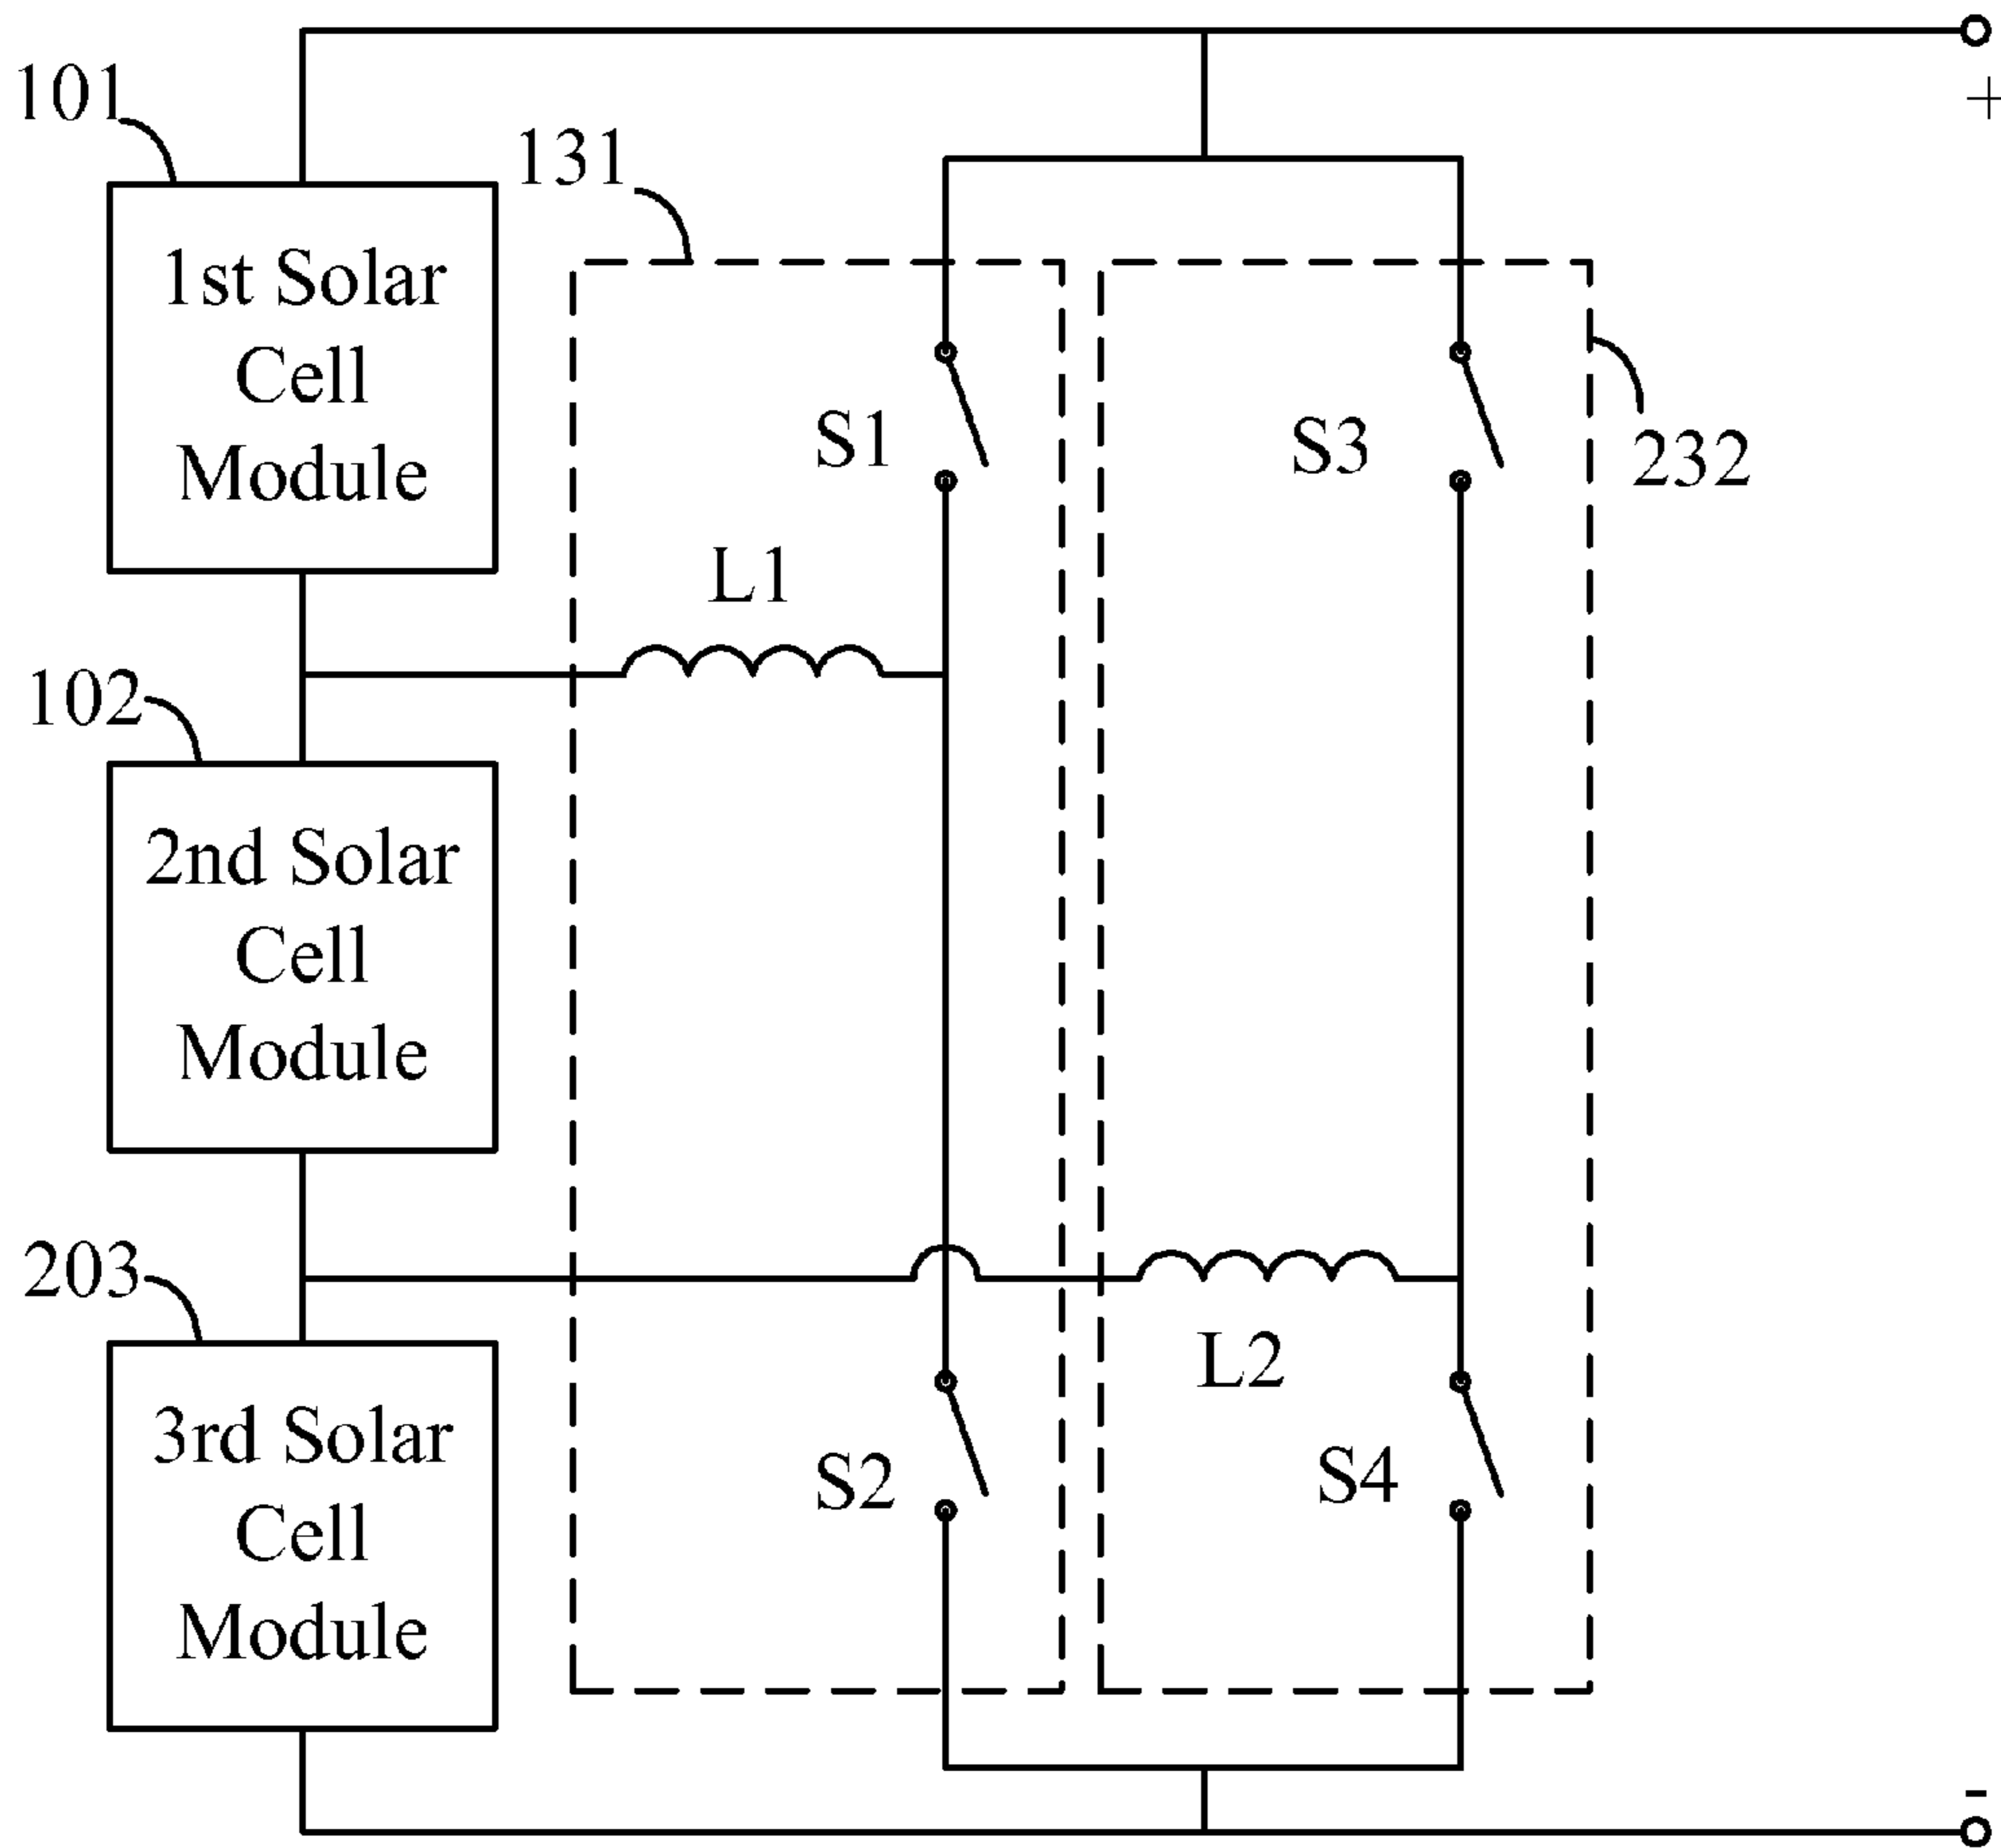 +
101
131
1st Solar
Cell
Module
S1
S3
232
L1
102
2nd Solar
Cell
Module
203
L2
3rd Solar
Cell
Module
S2
S4
-